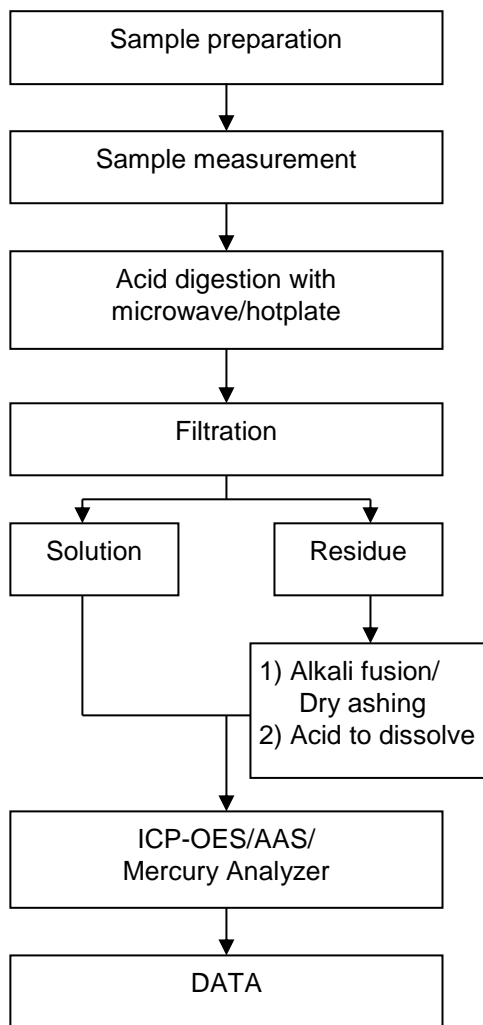 Sample preparation
Sample measurement
Acid digestion with
microwave/hotplate
Filtration
Solution
Residue
1) Alkali fusion/
Dry ashing
2) Acid to dissolve
ICP-OES/AAS/
Mercury Analyzer
DATA